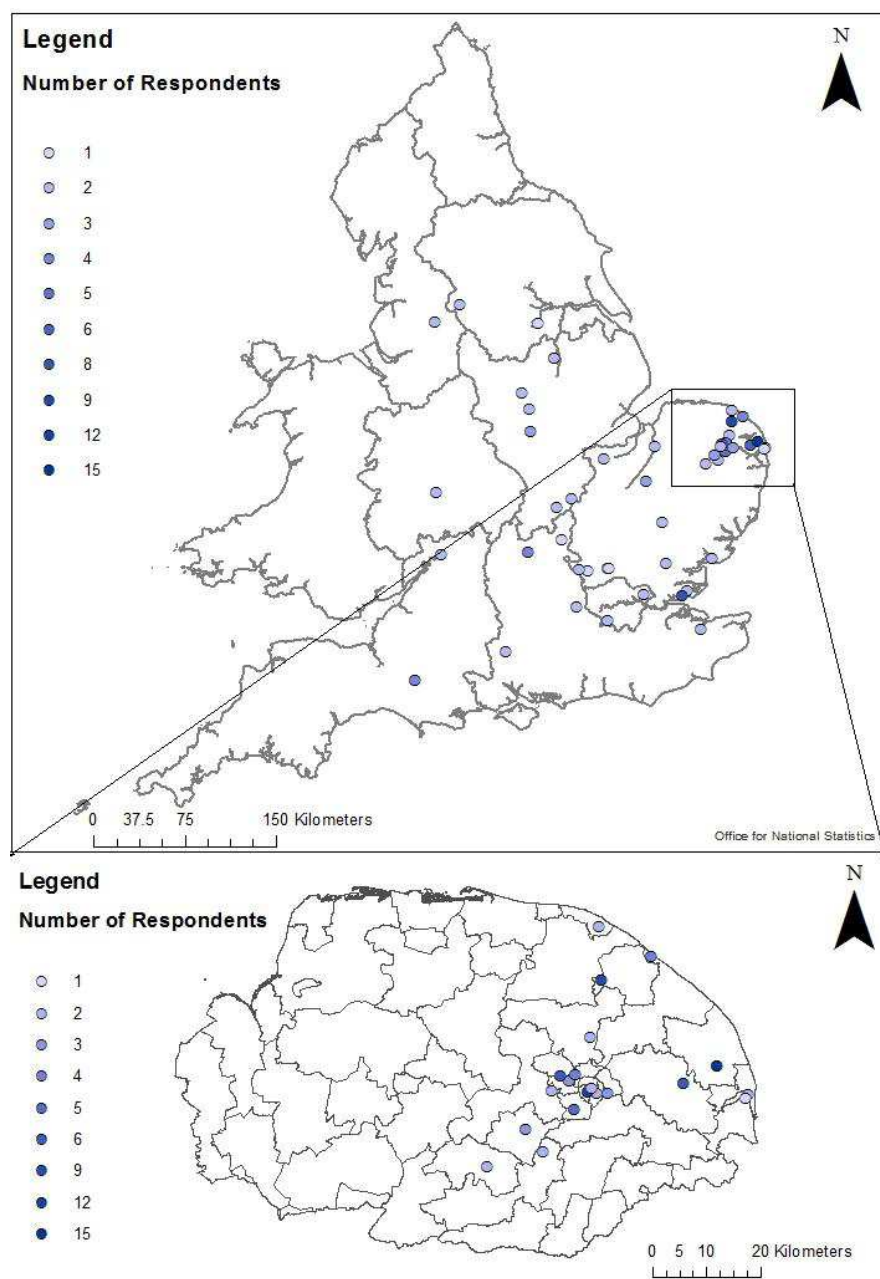 Legend
N
Number of Respondents
1
2
3
4
5
6
8
9
12
15
0 37.5 75 150 Kilometers
Office for National Statistics
Legend
N
Number of Respondents
1
2
3
4
5
6
9
12
15
0 5 10 20 Kilometers